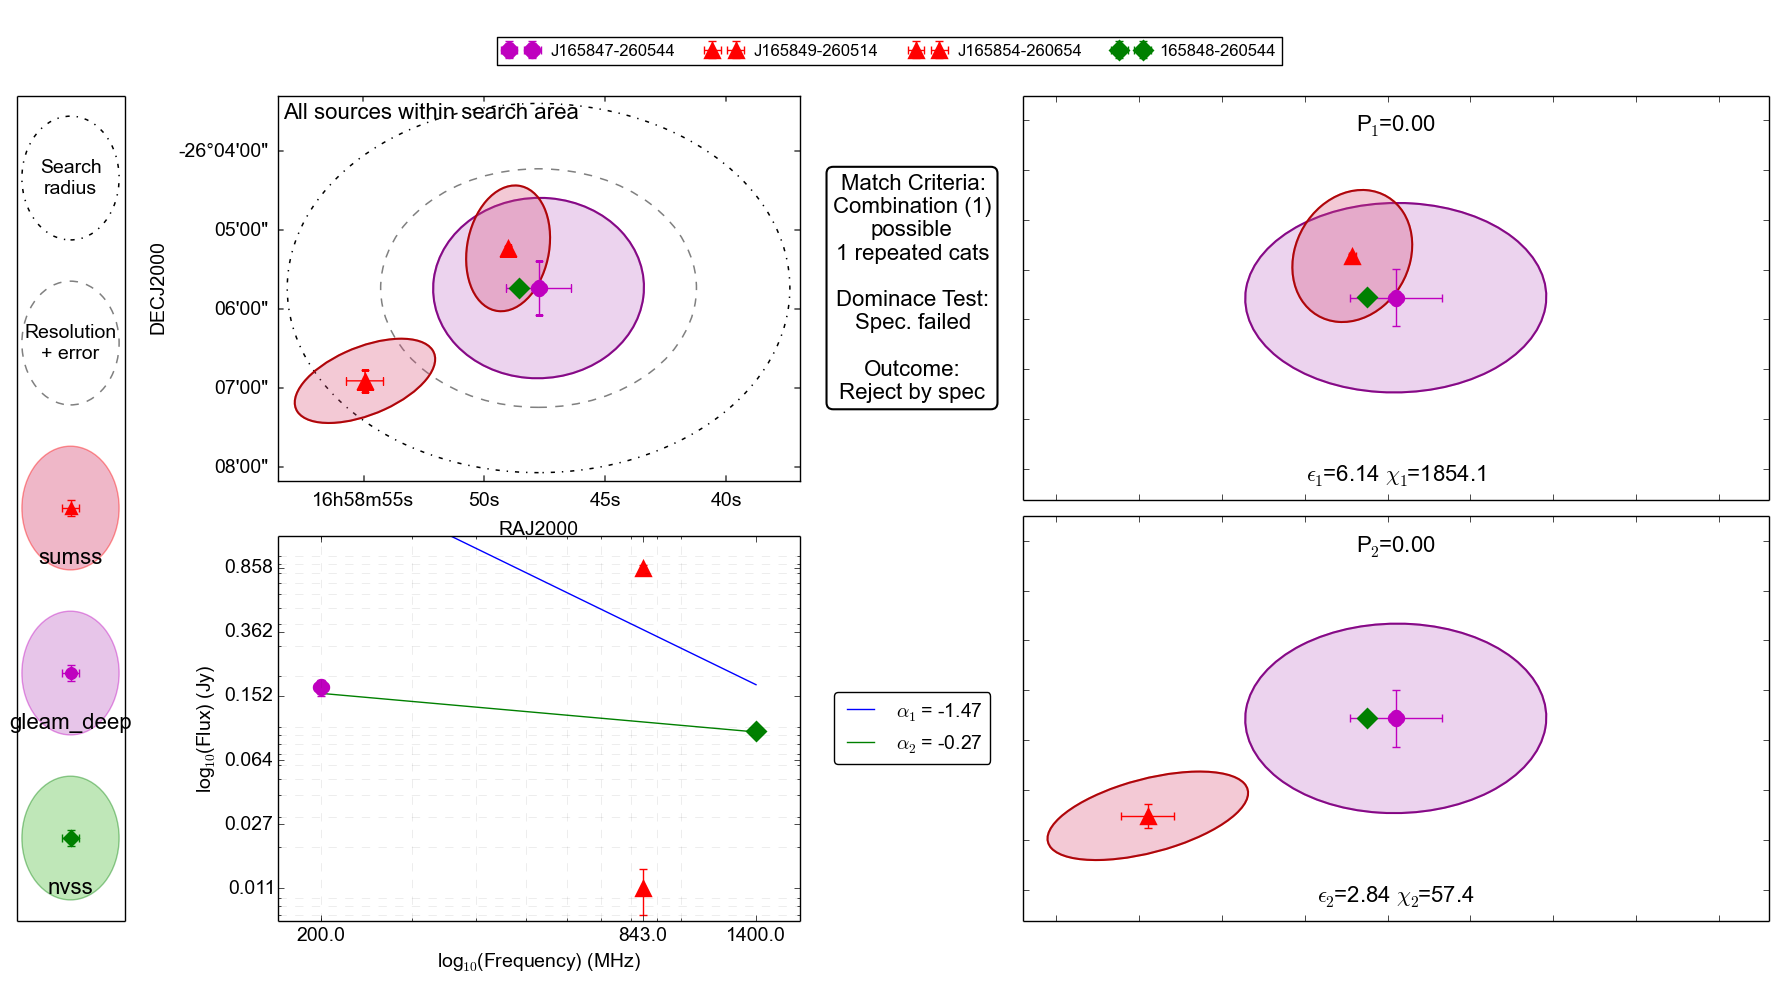 J165847-260544
J165849-260514
J165854-260654
165848-260544
Search
radius
Resolution
+ error
sumss
gleam_deep
nvss
All sources within search area
DECJ2000
-26°04'00"
05'00"
06'00"
07'00"
08'00"
16h58m55s
50s
45s
40s
RAJ2000
Match Criteria:
Combination (1)
possible
1 repeated cats
Dominace Test:
Spec. failed
Outcome:
Reject by spec
P₁=0.00
ϵ₁=6.14 χ₁=1854.1
log₁₀(Flux) (Jy)
0.858
0.362
0.152
0.064
0.027
0.011
200.0
843.0
1400.0
log₁₀(Frequency) (MHz)
α₁ = -1.47
α₂ = -0.27
P₂=0.00
ϵ₂=2.84 χ₂=57.4